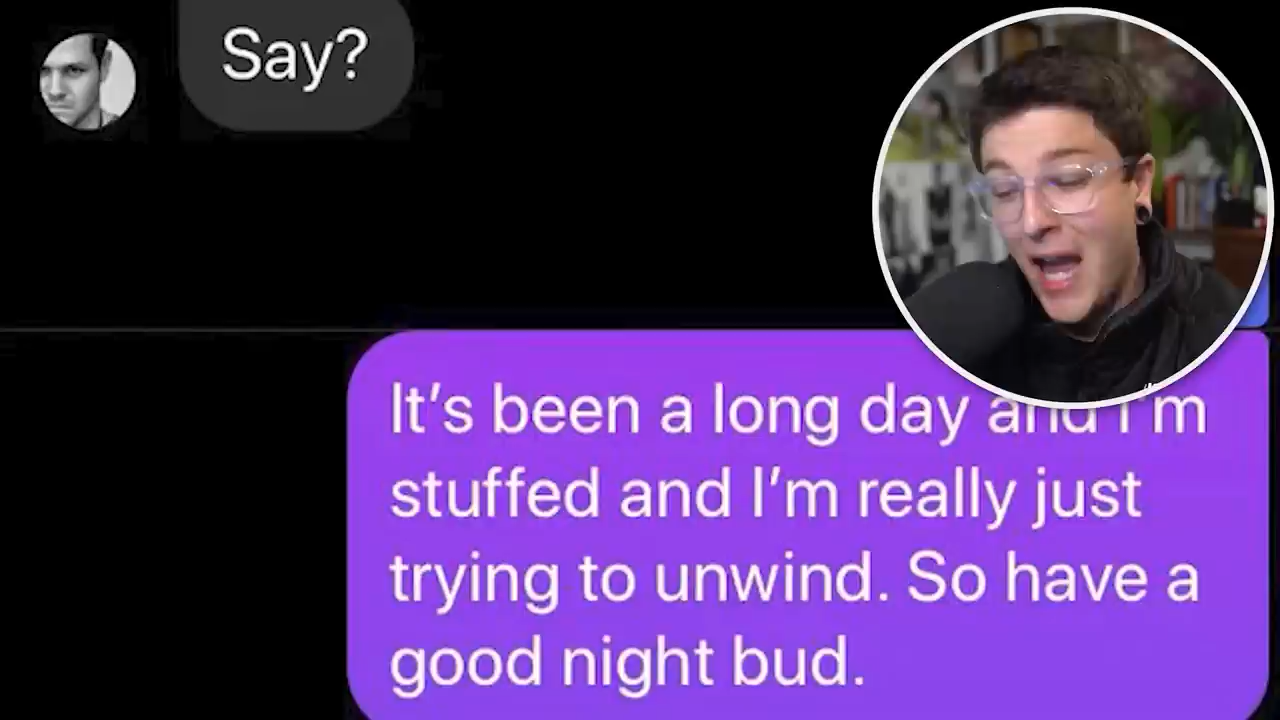 Say?
It's been a long day and I'm
stuffed and I'm really just
trying to unwind. So have a
good night bud.